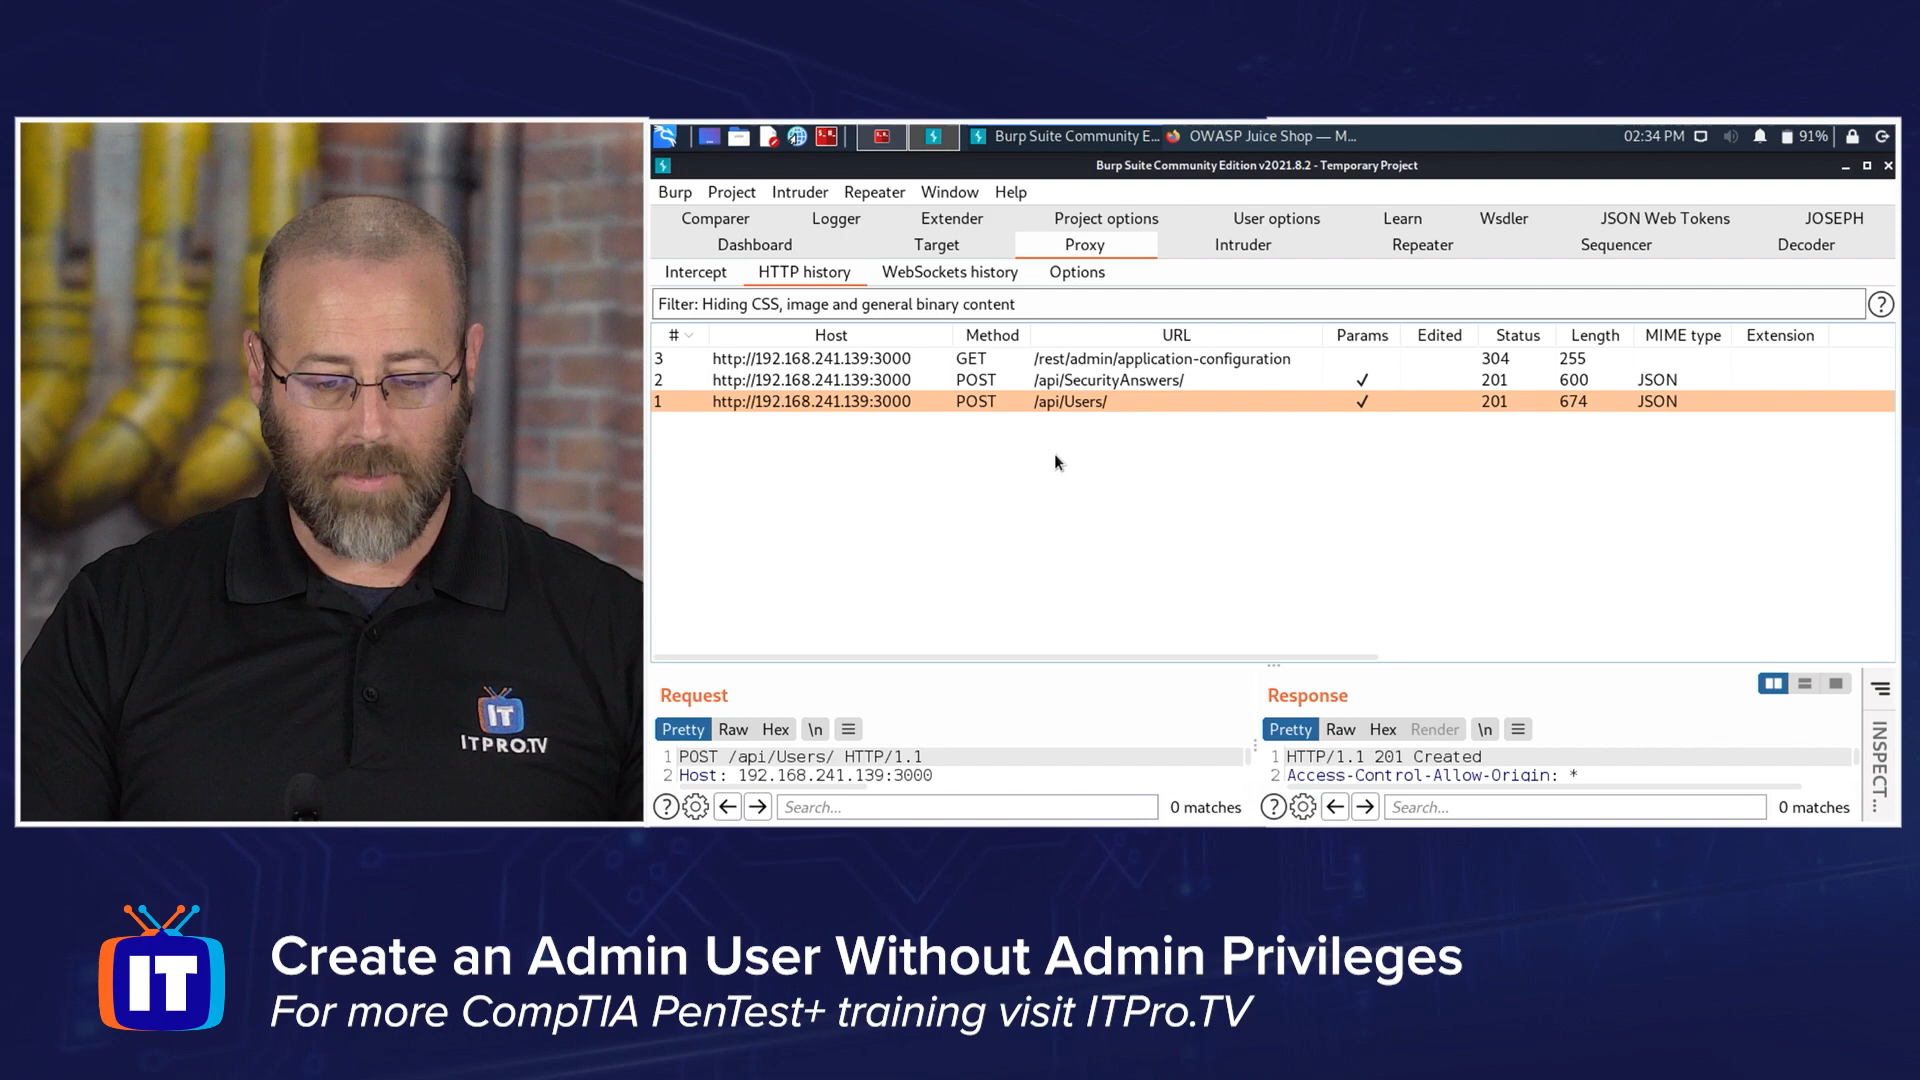 Burp Suite Community E...
OWASP Juice Shop — M...
02:34 PM
91%
Burp Suite Community Edition v2021.8.2 - Temporary Project
Burp Project Intruder Repeater Window Help
Comparer Logger Extender Project options User options Learn Wsdler JSON Web Tokens JOSEPH
Dashboard Target Proxy Intruder Repeater Sequencer Decoder
Intercept HTTP history WebSockets history Options
Filter: Hiding CSS, image and general binary content
?
# Host Method URL Params Edited Status Length MIME type Extension
3 http://192.168.241.139:3000 GET /rest/admin/application-configuration 304 255
2 http://192.168.241.139:3000 POST /api/SecurityAnswers/ ✓ 201 600 JSON
1 http://192.168.241.139:3000 POST /api/Users/ ✓ 201 674 JSON
Request
Pretty Raw Hex \n
1 POST /api/Users/ HTTP/1.1
2 Host: 192.168.241.139:3000
? Search... 0 matches
Response
Pretty Raw Hex Render \n
1 HTTP/1.1 201 Created
2 Access-Control-Allow-Origin: *
? Search... 0 matches
INSPECT...
IT
ITPRO.TV
IT
Create an Admin User Without Admin Privileges
For more CompTIA PenTest+ training visit ITPro.TV